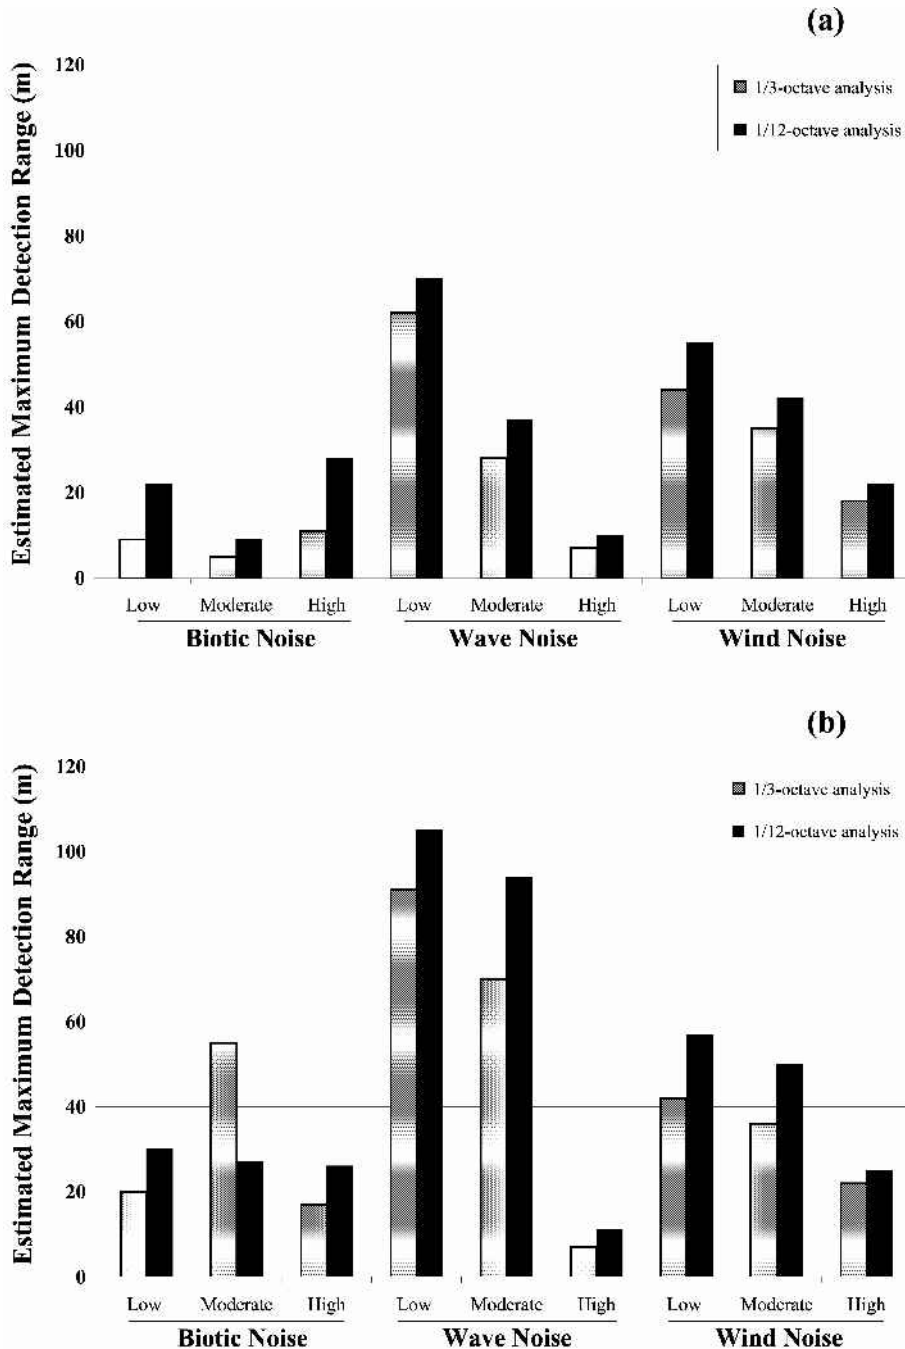 (a)
Estimated Maximum Detection Range (m)
120
100
80
60
40
20
0
1/3-octave analysis
1/12-octave analysis
Low Moderate High Low Moderate High Low Moderate High
Biotic Noise Wave Noise Wind Noise
(b)
Estimated Maximum Detection Range (m)
120
100
80
60
40
20
0
1/3-octave analysis
1/12-octave analysis
Low Moderate High Low Moderate High Low Moderate High
Biotic Noise Wave Noise Wind Noise